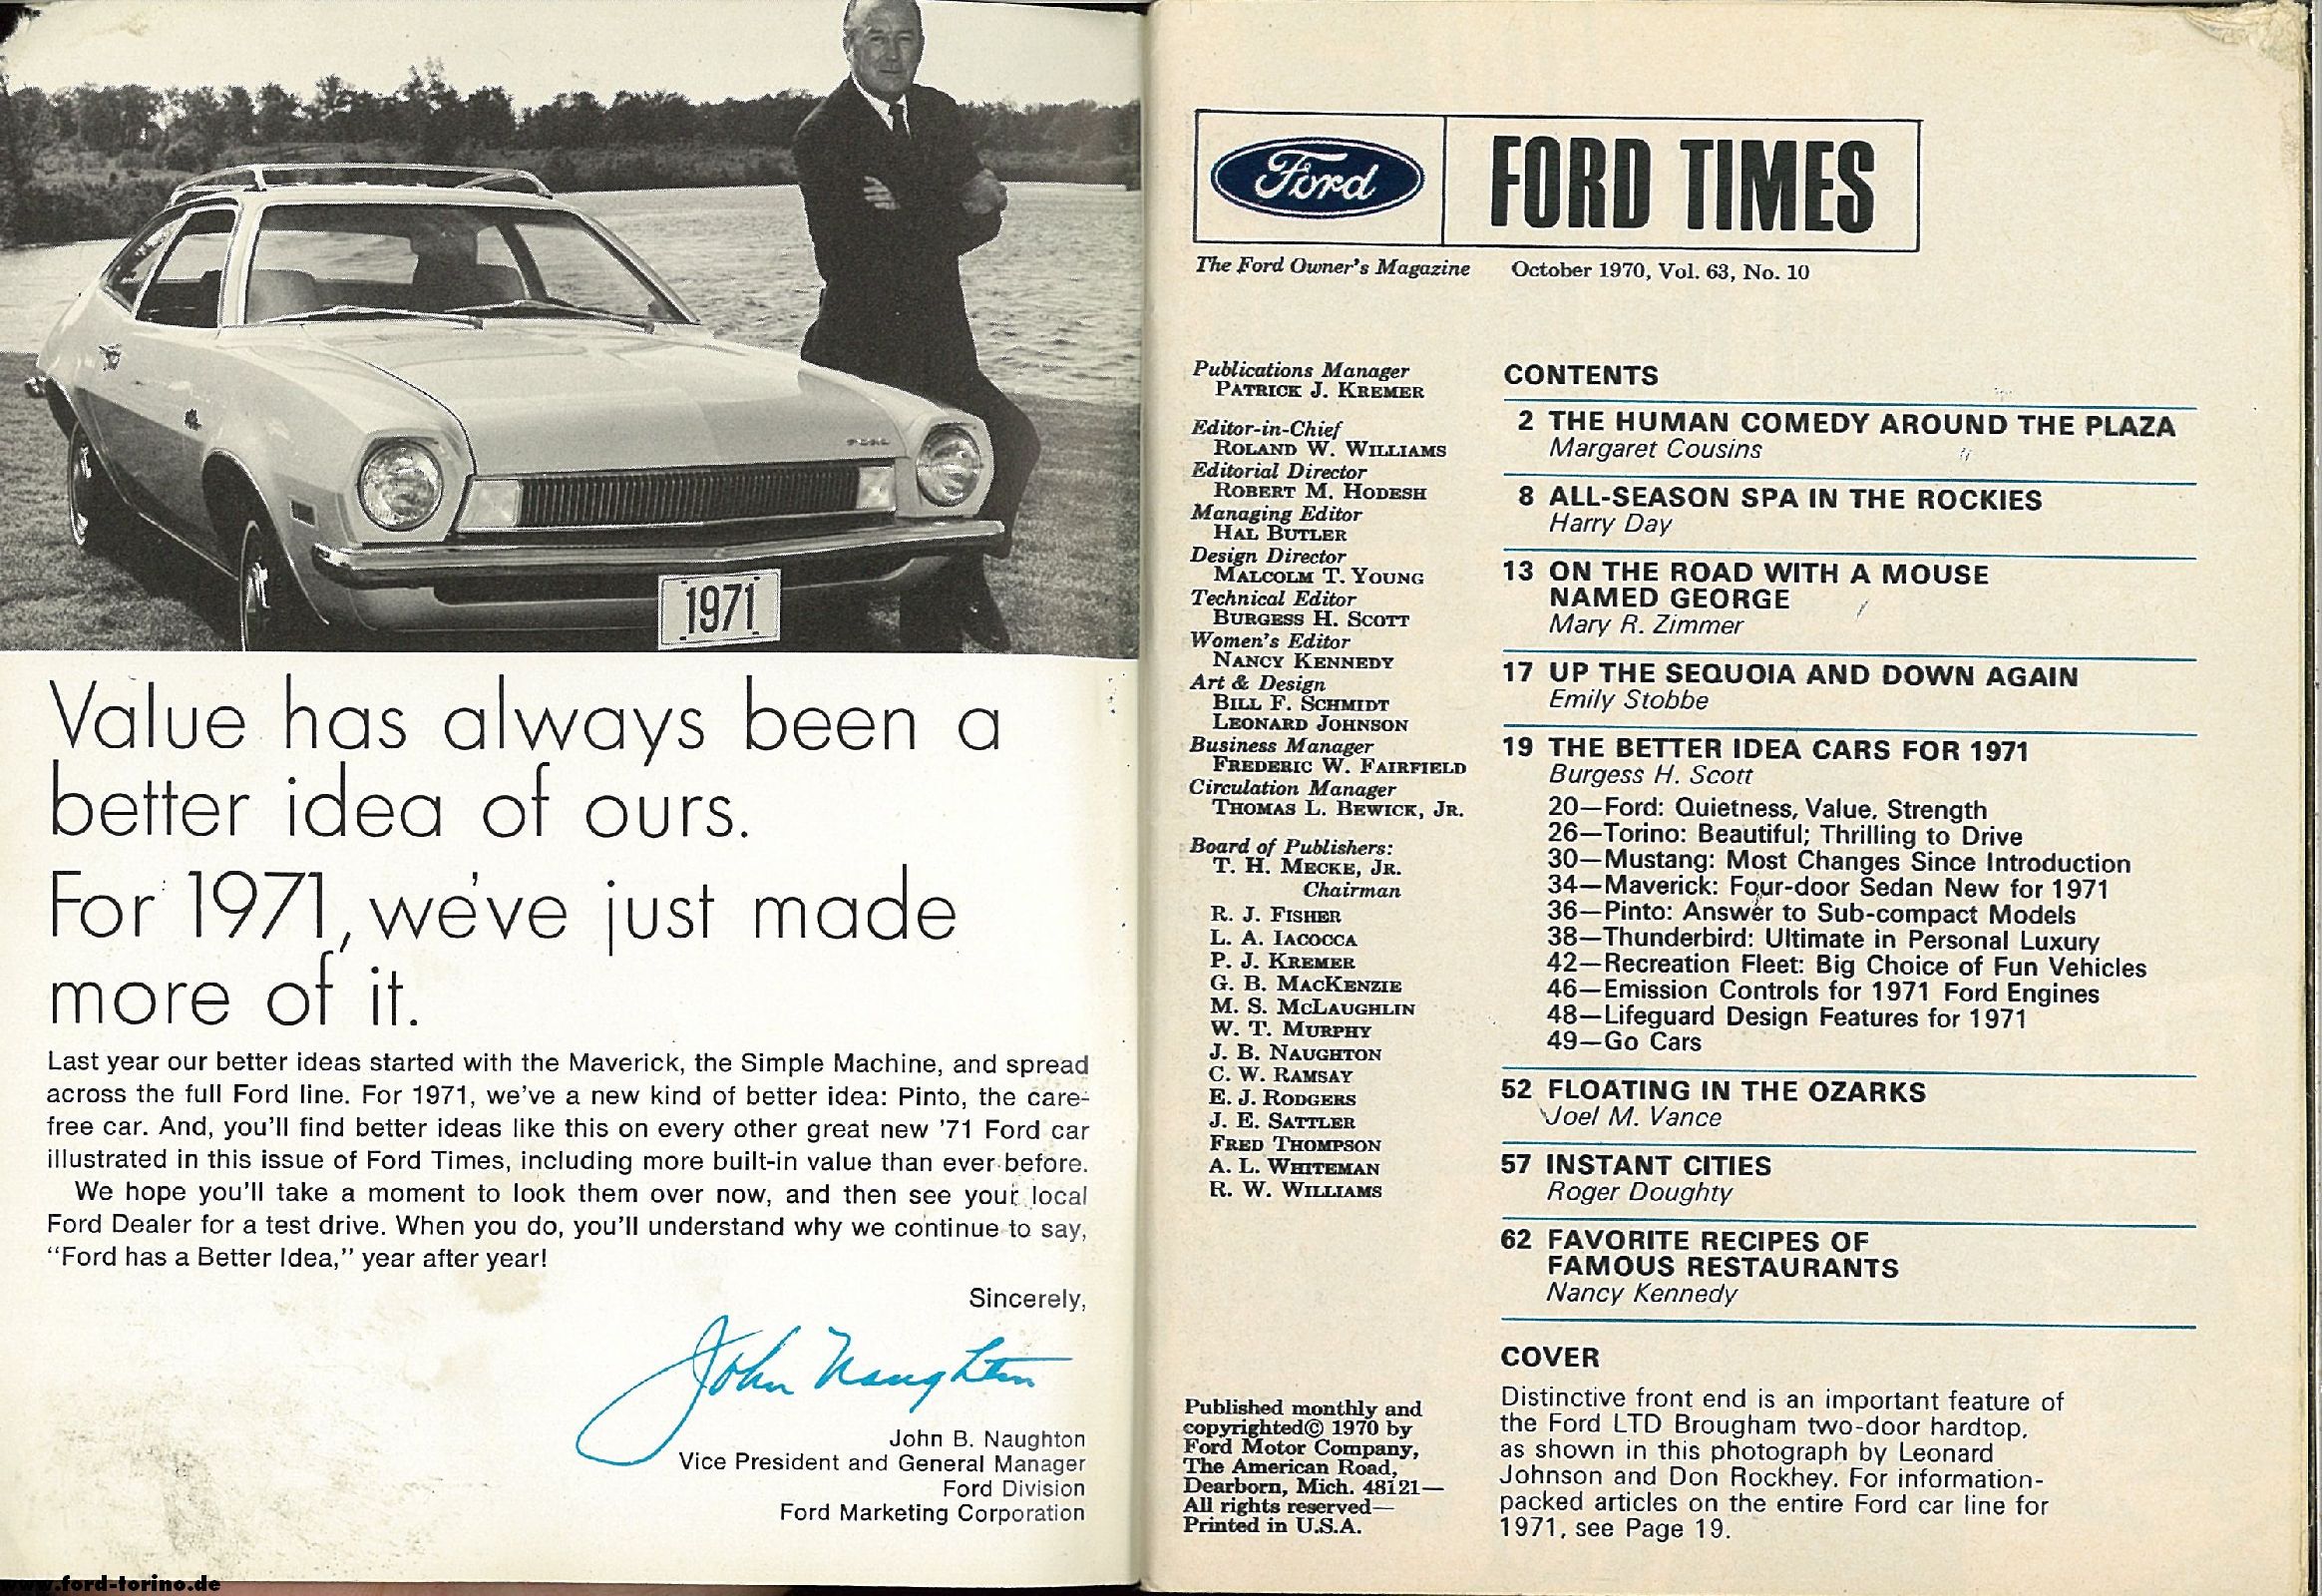 1971
Value has always been a
better idea of ours.
For 1971, we've just made
more of it.
Last year our better ideas started with the Maverick, the Simple Machine, and spread
across the full Ford line. For 1971, we've a new kind of better idea: Pinto, the care-
free car. And, you'll find better ideas like this on every other great new '71 Ford car
illustrated in this issue of Ford Times, including more built-in value than ever before.
We hope you'll take a moment to look them over now, and then see your local
Ford Dealer for a test drive. When you do, you'll understand why we continue to say,
“Ford has a Better Idea,” year after year!
Sincerely,
John Naughton
John B. Naughton
Vice President and General Manager
Ford Division
Ford Marketing Corporation
www.ford-torino.de
Ford
FORD TIMES
The Ford Owner's Magazine October 1970, Vol. 63, No. 10
Publications Manager
PATRICK J. KREMER
Editor-in-Chief
ROLAND W. WILLIAMS
Editorial Director
ROBERT M. HODESH
Managing Editor
HAL BUTLER
Design Director
MALCOLM T. YOUNG
Technical Editor
BURGESS H. SCOTT
Women's Editor
NANCY KENNEDY
Art & Design
BILL F. SCHMIDT
LEONARD JOHNSON
Business Manager
FREDERIC W. FAIRFIELD
Circulation Manager
THOMAS L. BEWICK, JR.
Board of Publishers:
T. H. MECKE, JR.
Chairman
R. J. FISHER
L. A. IACOCCA
P. J. KREMER
G. B. MACKENZIE
M. S. MCLAUGHLIN
W. T. MURPHY
J. B. NAUGHTON
C. W. RAMSAY
E. J. RODGERS
J. E. SATTLER
FRED THOMPSON
A. L. WHITEMAN
R. W. WILLIAMS
Published monthly and
copyrighted© 1970 by
Ford Motor Company,
The American Road,
Dearborn, Mich. 48121—
All rights reserved—
Printed in U.S.A.
CONTENTS
2 THE HUMAN COMEDY AROUND THE PLAZA
Margaret Cousins
8 ALL-SEASON SPA IN THE ROCKIES
Harry Day
13 ON THE ROAD WITH A MOUSE
NAMED GEORGE
Mary R. Zimmer
17 UP THE SEQUOIA AND DOWN AGAIN
Emily Stobbe
19 THE BETTER IDEA CARS FOR 1971
Burgess H. Scott
20—Ford: Quietness, Value, Strength
26—Torino: Beautiful; Thrilling to Drive
30—Mustang: Most Changes Since Introduction
34—Maverick: Four-door Sedan New for 1971
36—Pinto: Answer to Sub-compact Models
38—Thunderbird: Ultimate in Personal Luxury
42—Recreation Fleet: Big Choice of Fun Vehicles
46—Emission Controls for 1971 Ford Engines
48—Lifeguard Design Features for 1971
49—Go Cars
52 FLOATING IN THE OZARKS
Joel M. Vance
57 INSTANT CITIES
Roger Doughty
62 FAVORITE RECIPES OF
FAMOUS RESTAURANTS
Nancy Kennedy
COVER
Distinctive front end is an important feature of
the Ford LTD Brougham two-door hardtop,
as shown in this photograph by Leonard
Johnson and Don Rockhey. For information-
packed articles on the entire Ford car line for
1971, see Page 19.